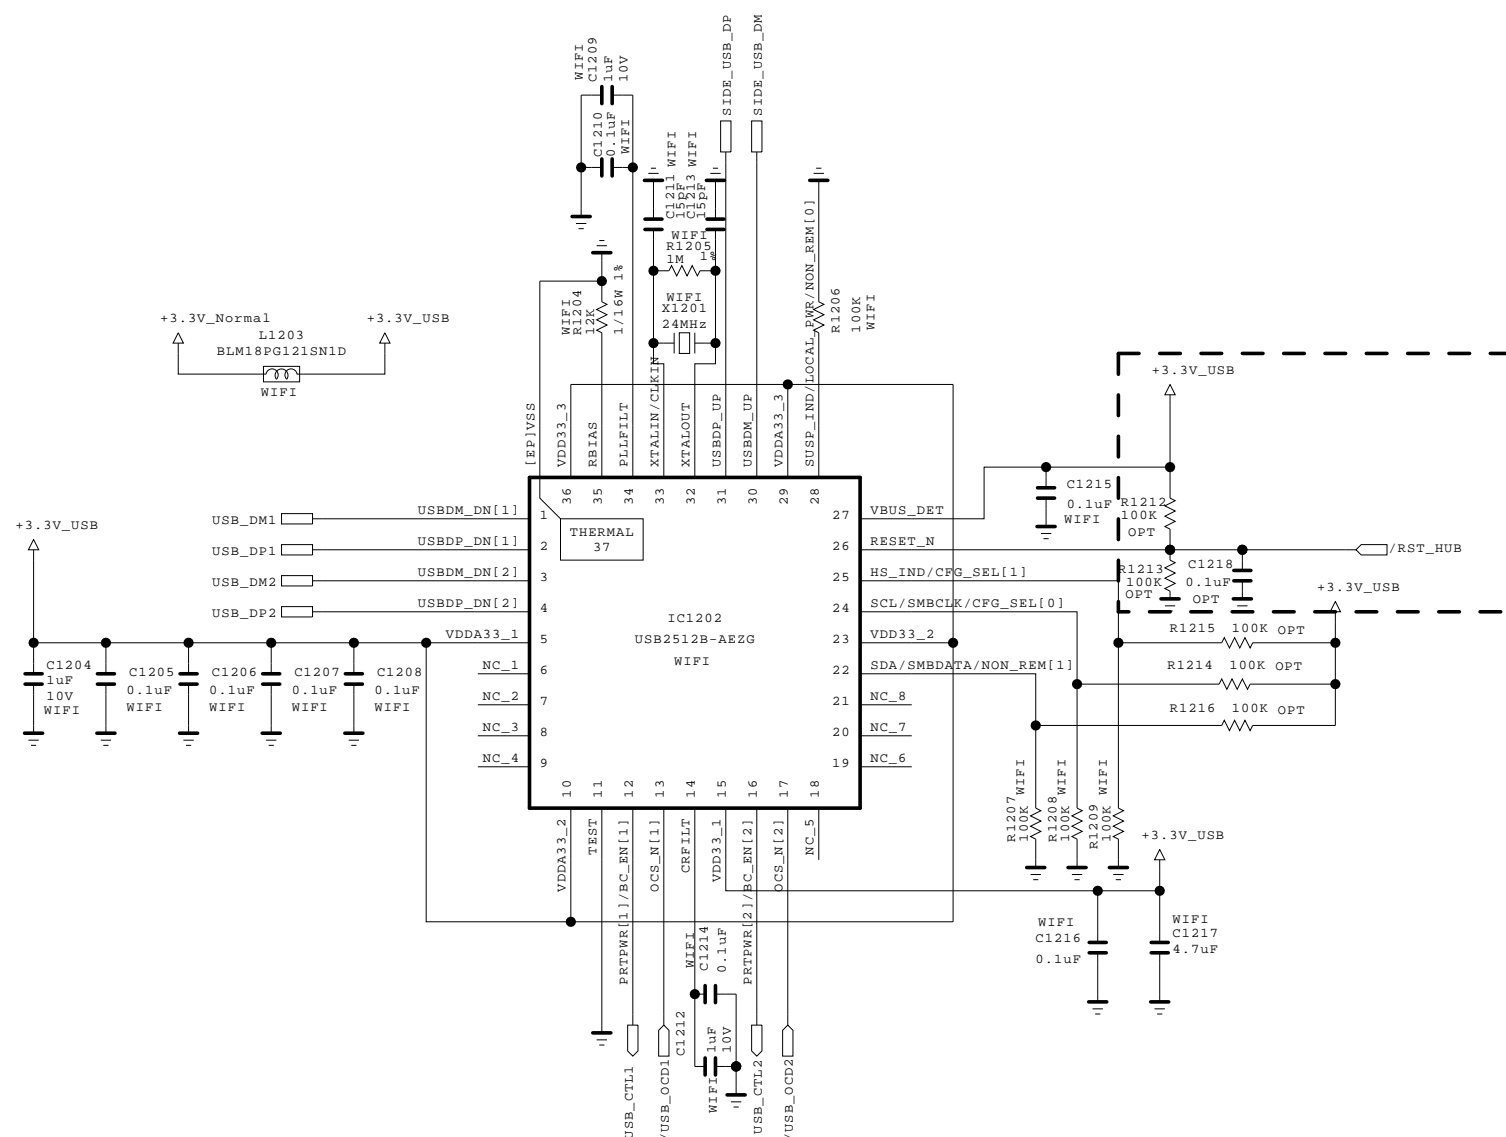 SIDE_USB_DP
SIDE_USB_DM
WIFI
C1209
1uF
10V
C1210
0.1uF
WIFI
C1211 WIFI
15pF
C1213 WIFI
15pF
WIFI
R1205
1M
1%
WIFI
R1204
12K
1/16W 1%
WIFI
X1201
24MHz
R1206
100K
WIFI
+3.3V_Normal
L1203
BLM18PG121SN1D
WIFI
+3.3V_USB
[EP]VSS
VDD33_3
RBIAS
PLLFILT
XTALIN/CLKIN
XTALOUT
USBDP_UP
USBDM_UP
VDDA33_3
SUSP_IND/LOCAL_PWR/NON_REM[0]
36
35
34
33
32
31
30
29
28
+3.3V_USB
C1215
0.1uF
WIFI
R1212
100K
OPT
R1213
100K
OPT
C1218
0.1uF
OPT
/RST_HUB
+3.3V_USB
USB_DM1
USBDM_DN[1]
1
THERMAL
37
27
VBUS_DET
USB_DP1
USBDP_DN[1]
2
26
RESET_N
USB_DM2
USBDM_DN[2]
3
25
HS_IND/CFG_SEL[1]
USB_DP2
USBDP_DN[2]
4
24
SCL/SMBCLK/CFG_SEL[0]
VDDA33_1
5
23
VDD33_2
NC_1
6
22
SDA/SMBDATA/NON_REM[1]
NC_2
7
21
NC_8
NC_3
8
20
NC_7
NC_4
9
19
NC_6
IC1202
USB2512B-AEZG
WIFI
+3.3V_USB
C1204
1uF
10V
WIFI
C1205
0.1uF
WIFI
C1206
0.1uF
WIFI
C1207
0.1uF
WIFI
C1208
0.1uF
WIFI
R1215 100K OPT
R1214 100K OPT
R1216 100K OPT
R1207
100K WIFI
R1208
100K WIFI
R1209
100K WIFI
10
11
12
13
14
15
16
17
18
VDDA33_2
TEST
PRTPWR[1]/BC_EN[1]
OCS_N[1]
CRFILT
VDD33_1
PRTPWR[2]/BC_EN[2]
OCS_N[2]
NC_5
+3.3V_USB
WIFI
C1216
0.1uF
WIFI
C1217
4.7uF
WIFI
C1214
0.1uF
C1212
1uF
10V
WIFI
USB_CTL1
/USB_OCD1
USB_CTL2
/USB_OCD2